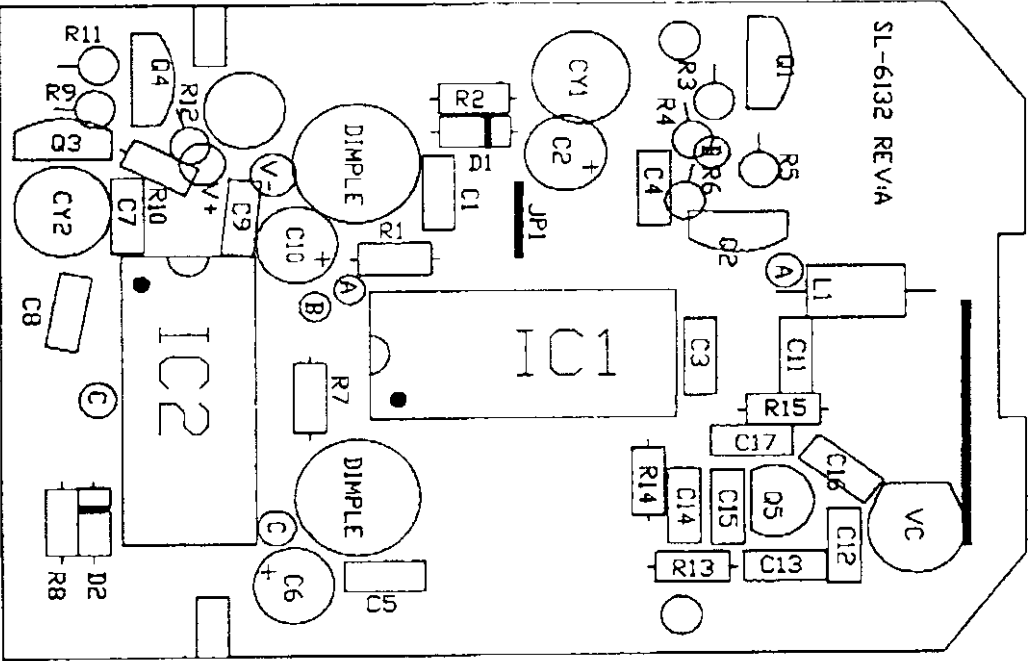 SL-6132 REV:A
R11
Q4
R9
R12
Q3
CY2
C7
R10
V+
V-
C9
C10
+
DIMPLE
R2
D1
C1
R1
JP1
CY1
C2
+
R3
R4
R6
C4
Q1
R5
Q2
A
L1
A
B
C8
IC2
C
R7
IC1
C3
C11
R15
C17
C16
R14
C14
C15
Q5
C12
VC
R13
C13
DIMPLE
C
C6
+
C5
R8
D2